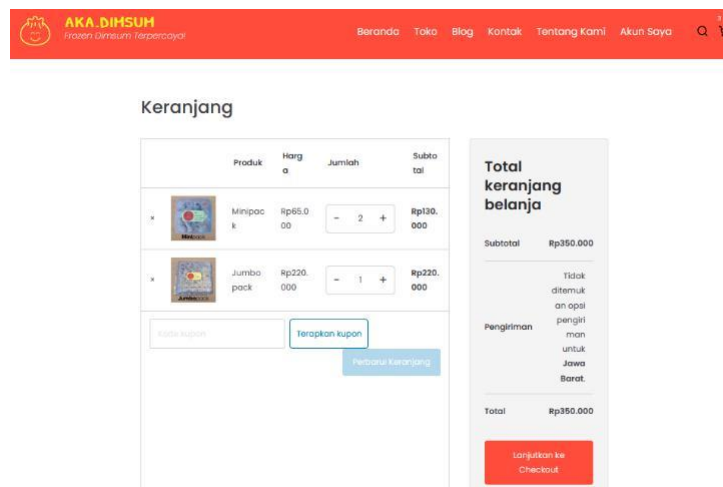 AKA.DIMSUM
Frozen Dimsum Terpercaya!
Beranda Toko Blog Kontak Tentang Kami Akun Saya
3
Keranjang
Produk Harg Jumlah Subto
a tal
× Minipac Rp65.0 - 2 + Rp130.
k 00 000
× Jumbo Rp220. - 1 + Rp220.
pack 000 000
Kode kupon Terapkan kupon
Perbarui Keranjang
Total
keranjang
belanja
Subtotal Rp350.000
Tidak
ditemuk
an opsi
pengiri
Pengiriman man
untuk
Jawa
Barat.
Total Rp350.000
Lanjutkan ke
Checkout